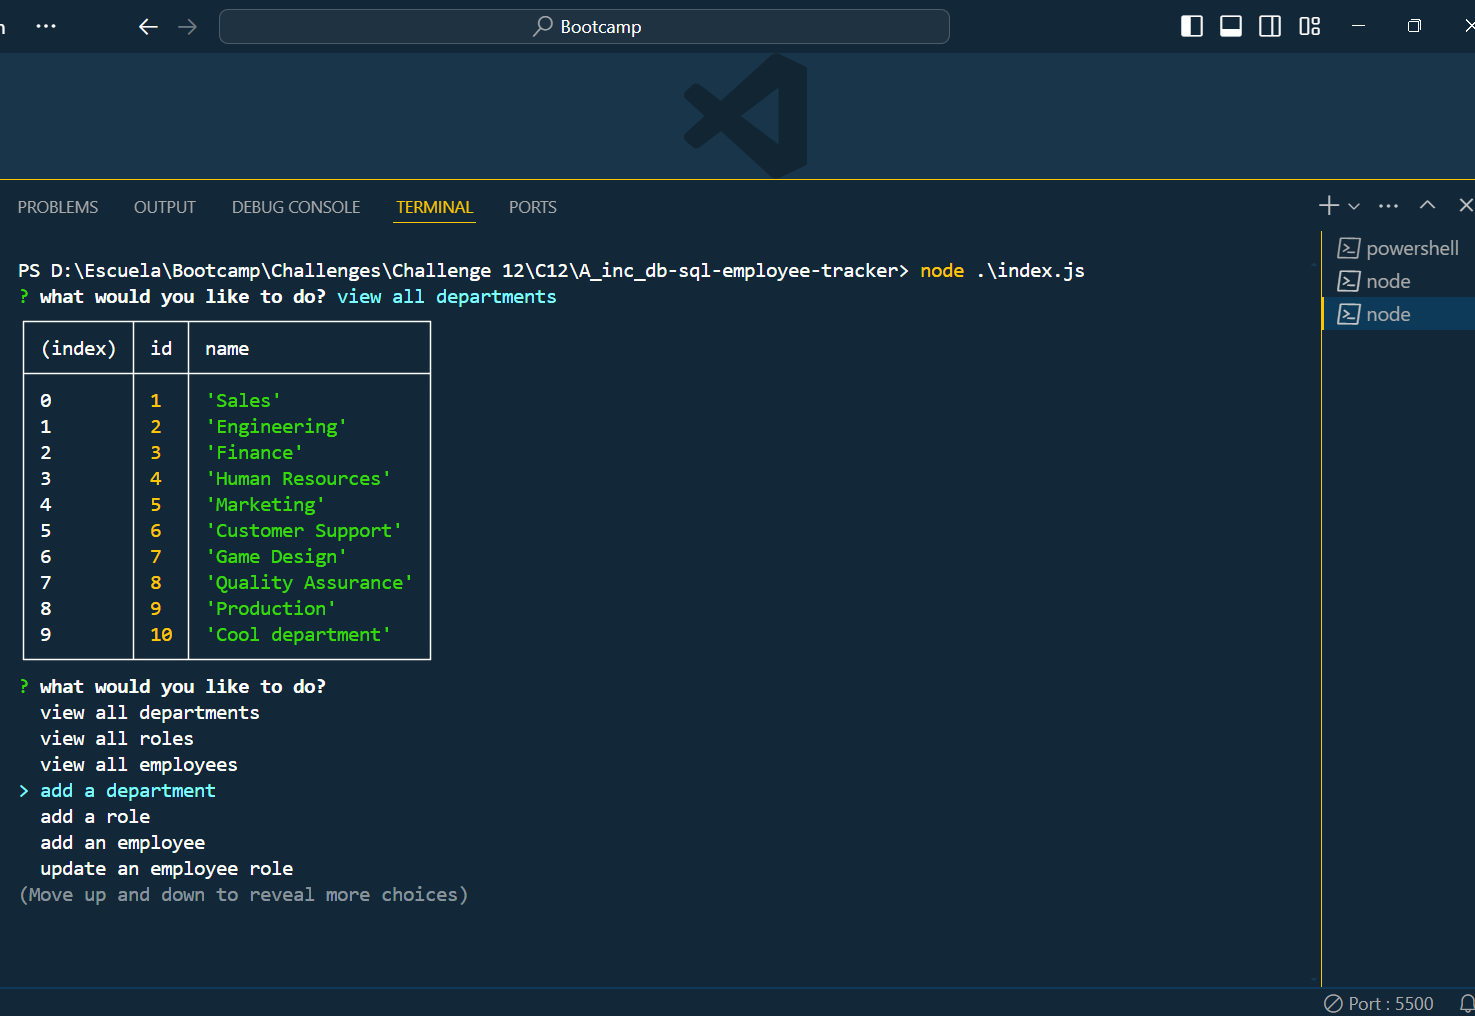 Bootcamp
PROBLEMS OUTPUT DEBUG CONSOLE TERMINAL PORTS
powershell
node
node
PS D:\Escuela\Bootcamp\Challenges\Challenge 12\C12\A_inc_db-sql-employee-tracker> node .\index.js
? what would you like to do? view all departments
(index) id name
0 1 'Sales'
1 2 'Engineering'
2 3 'Finance'
3 4 'Human Resources'
4 5 'Marketing'
5 6 'Customer Support'
6 7 'Game Design'
7 8 'Quality Assurance'
8 9 'Production'
9 10 'Cool department'
? what would you like to do?
view all departments
view all roles
view all employees
> add a department
add a role
add an employee
update an employee role
(Move up and down to reveal more choices)
Port : 5500